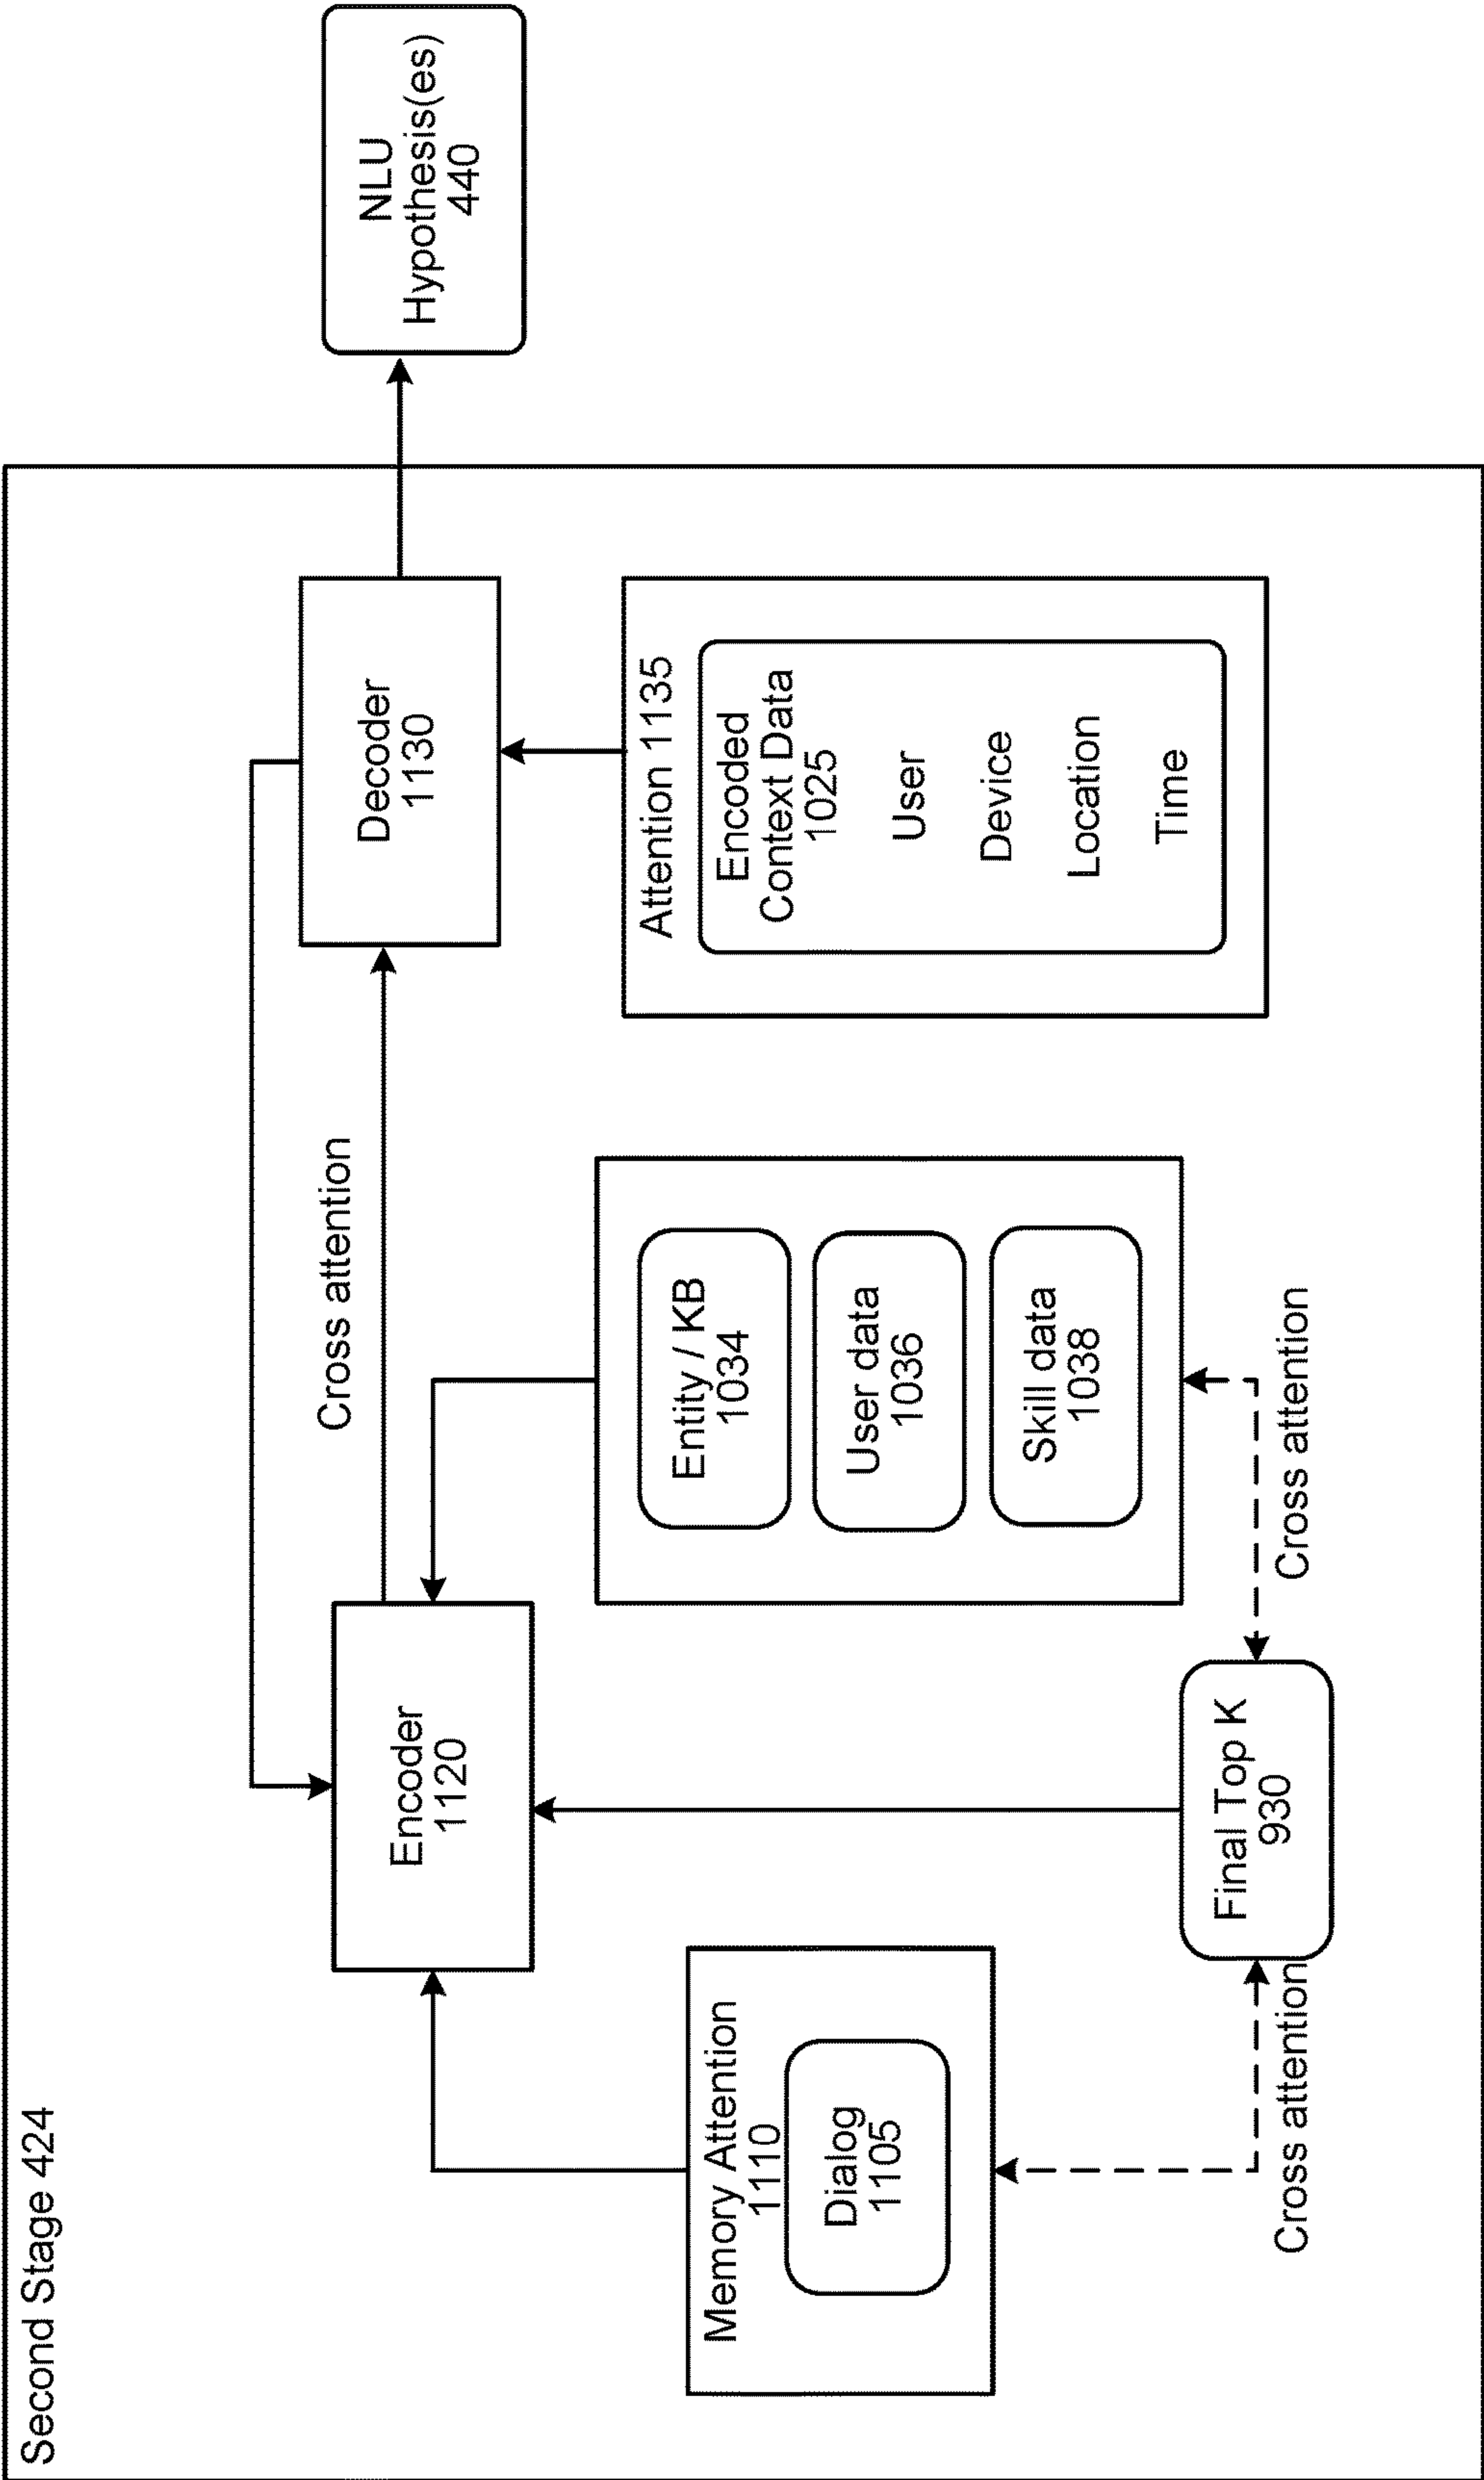 Second Stage 424
Cross attention
Encoder
1120
Decoder
1130
NLU
Hypothesis(es)
440
Memory Attention
1110
Dialog
1105
Entity / KB
1034
User data
1036
Skill data
1038
Attention 1135
Encoded
Context Data
1025
User
Device
Location
Time
Final Top K
930
Cross attention
Cross attention